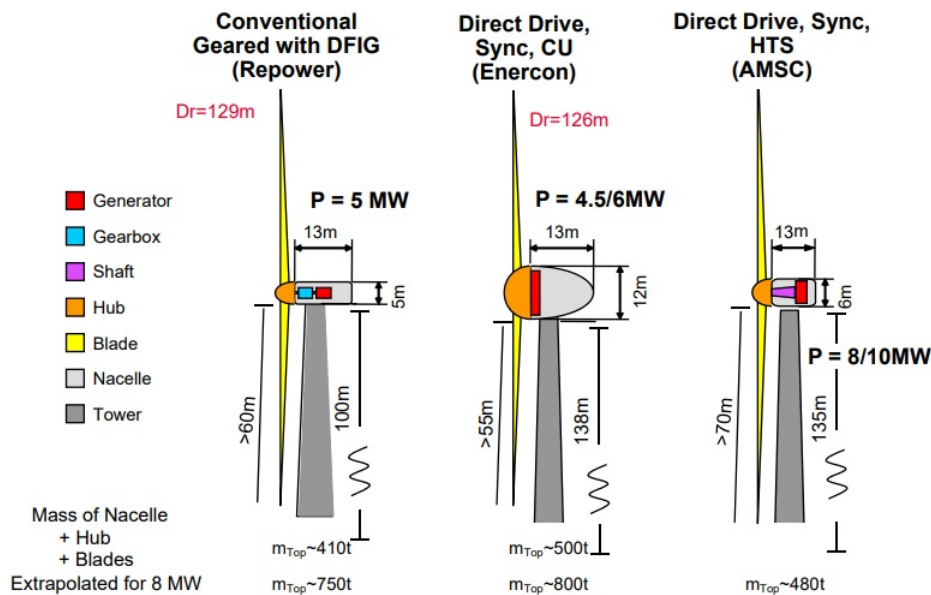 Conventional
Geared with DFIG
(Repower)
Direct Drive,
Sync, CU
(Enercon)
Direct Drive, Sync,
HTS
(AMSC)
Dr=129m
Dr=126m
Generator
Gearbox
Shaft
Hub
Blade
Nacelle
Tower
P = 5 MW
13m
5m
>60m
100m
P = 4.5/6MW
13m
12m
>55m
138m
13m
6m
P = 8/10MW
>70m
135m
Mass of Nacelle
+ Hub
+ Blades
mTop~410t
mTop~500t
Extrapolated for 8 MW
mTop~750t
mTop~800t
mTop~480t